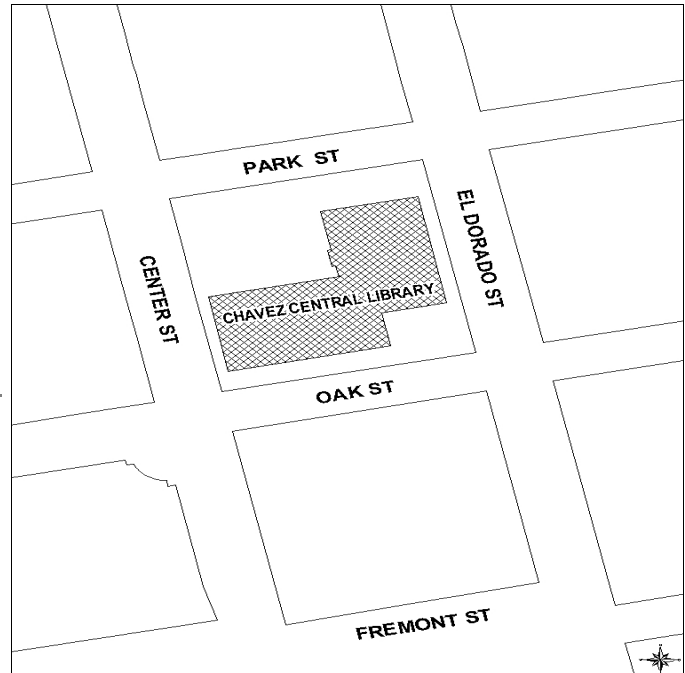 PARK ST
EL DORADO ST
CENTER ST
CHAVEZ CENTRAL LIBRARY
OAK ST
FREMONT ST